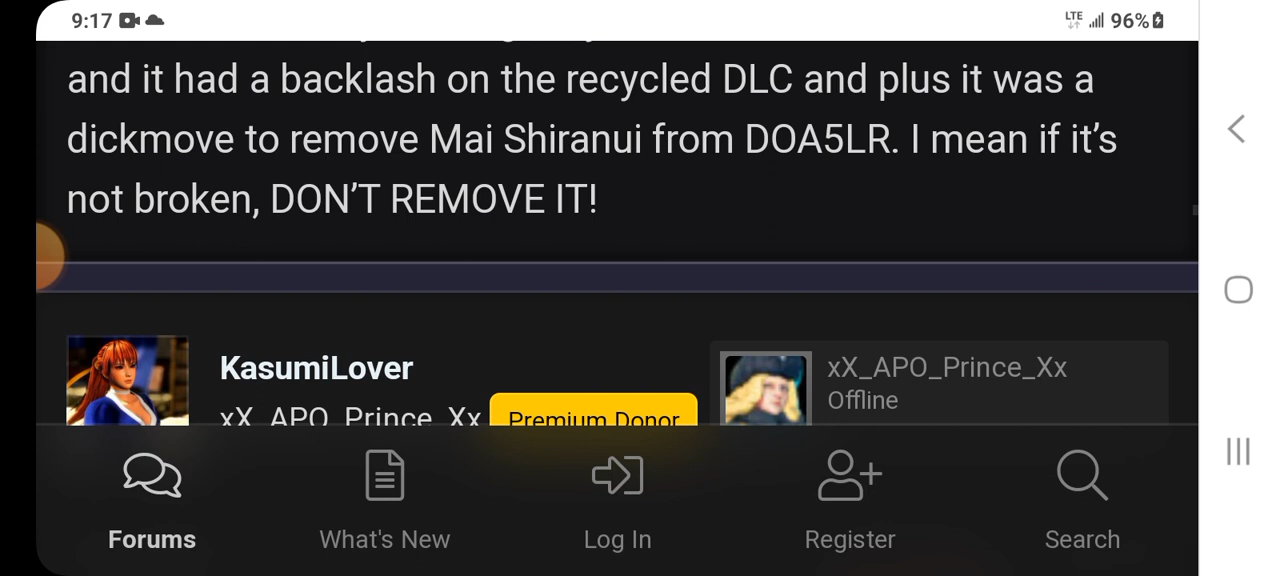 9:17
LTE 96%
and it had a backlash on the recycled DLC and plus it was a
dickmove to remove Mai Shiranui from DOA5LR. I mean if it’s
not broken, DON’T REMOVE IT!
KasumiLover
xX_APO_Prince_Xx
Offline
xX_APO_Prince_Xx Premium Donor
Forums What's New Log In Register Search